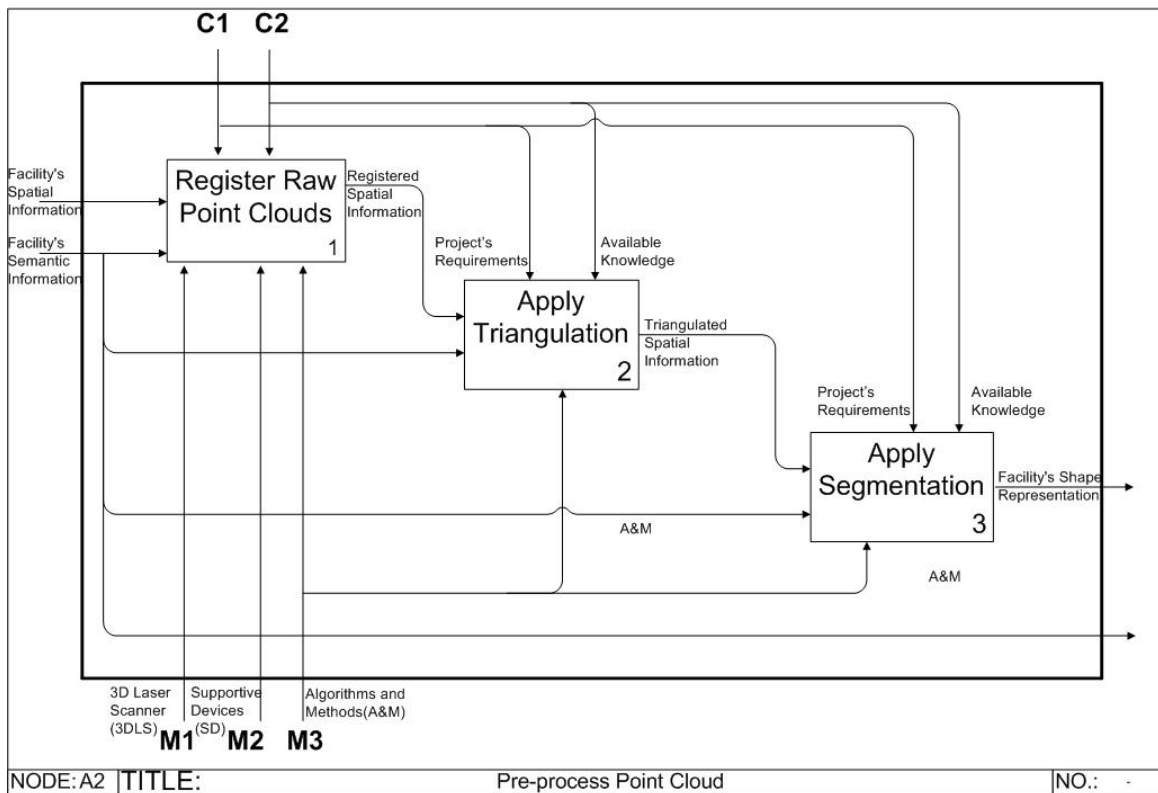 C1 C2
Facility's
Spatial
Information
Facility's
Semantic
Information
Register Raw
Point Clouds
1
Registered
Spatial
Information
Project's
Requirements
Available
Knowledge
Apply
Triangulation
2
Triangulated
Spatial
Information
Project's
Requirements
Available
Knowledge
Apply
Segmentation
3
Facility's Shape
Representation
A&M
A&M
3D Laser
Scanner
(3DLS)
Supportive
Devices
(SD)
Algorithms and
Methods(A&M)
M1 M2 M3
NODE: A2 TITLE: Pre-process Point Cloud NO.: -